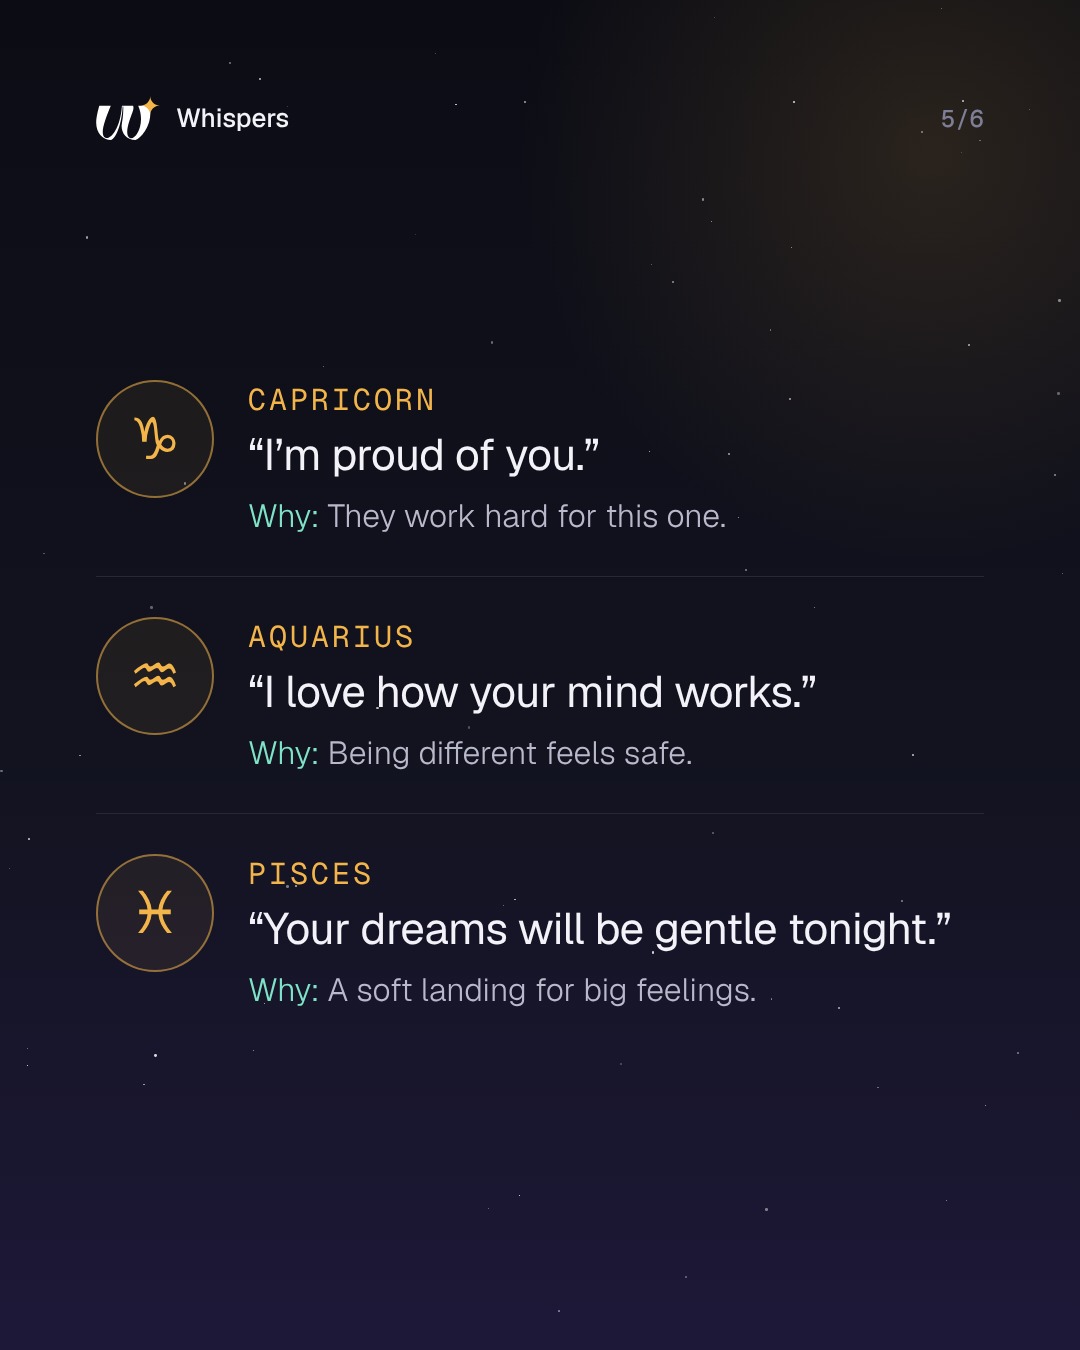 Whispers
5/6
CAPRICORN
“I’m proud of you.”
Why: They work hard for this one.
AQUARIUS
“I love how your mind works.”
Why: Being different feels safe.
PISCES
“Your dreams will be gentle tonight.”
Why: A soft landing for big feelings.